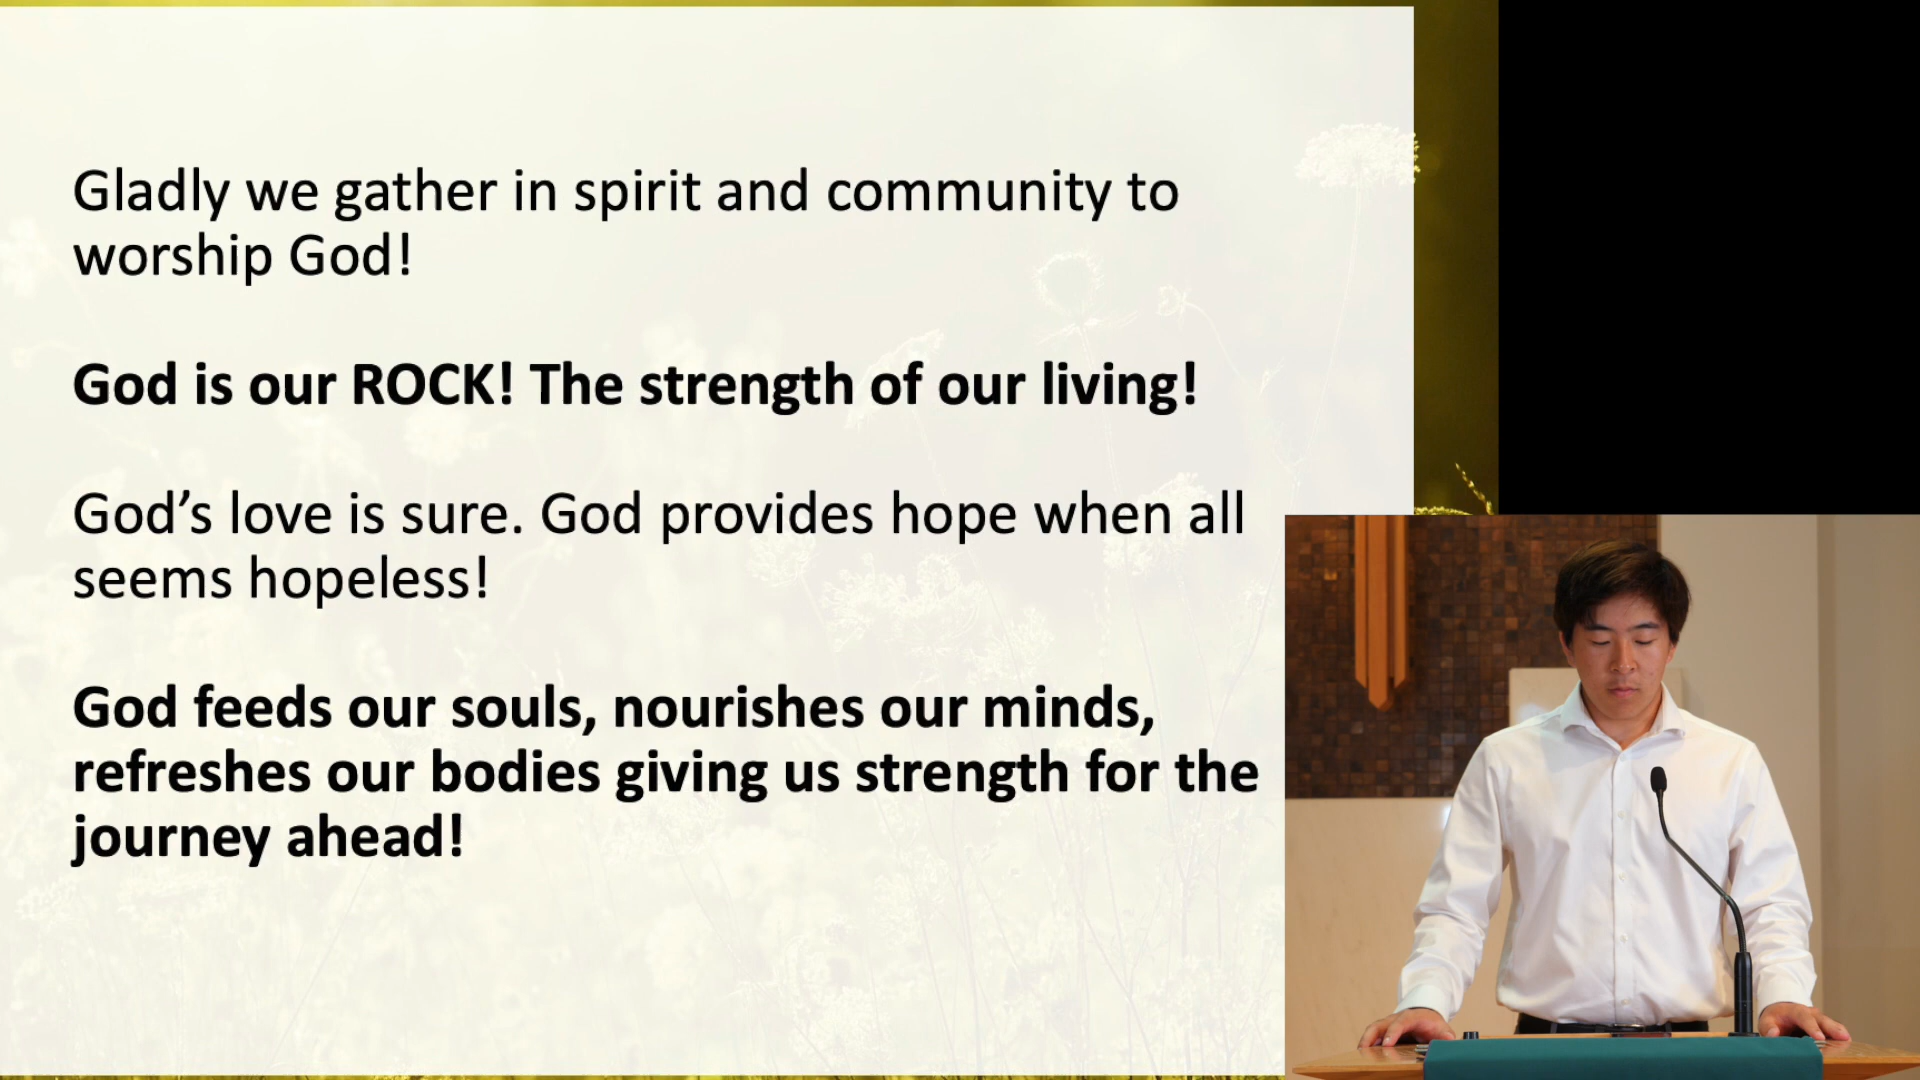 Gladly we gather in spirit and community to
worship God!
God is our ROCK! The strength of our living!
God’s love is sure. God provides hope when all
seems hopeless!
God feeds our souls, nourishes our minds,
refreshes our bodies giving us strength for the
journey ahead!